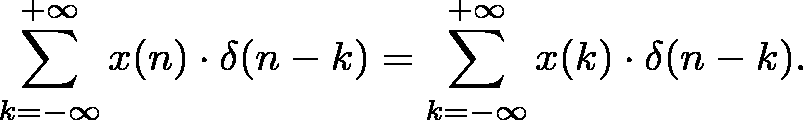 \sum_{k=-\infty}^{+\infty} x(n) \cdot \delta(n-k) = \sum_{k=-\infty}^{+\infty} x(k) \cdot \delta(n-k).